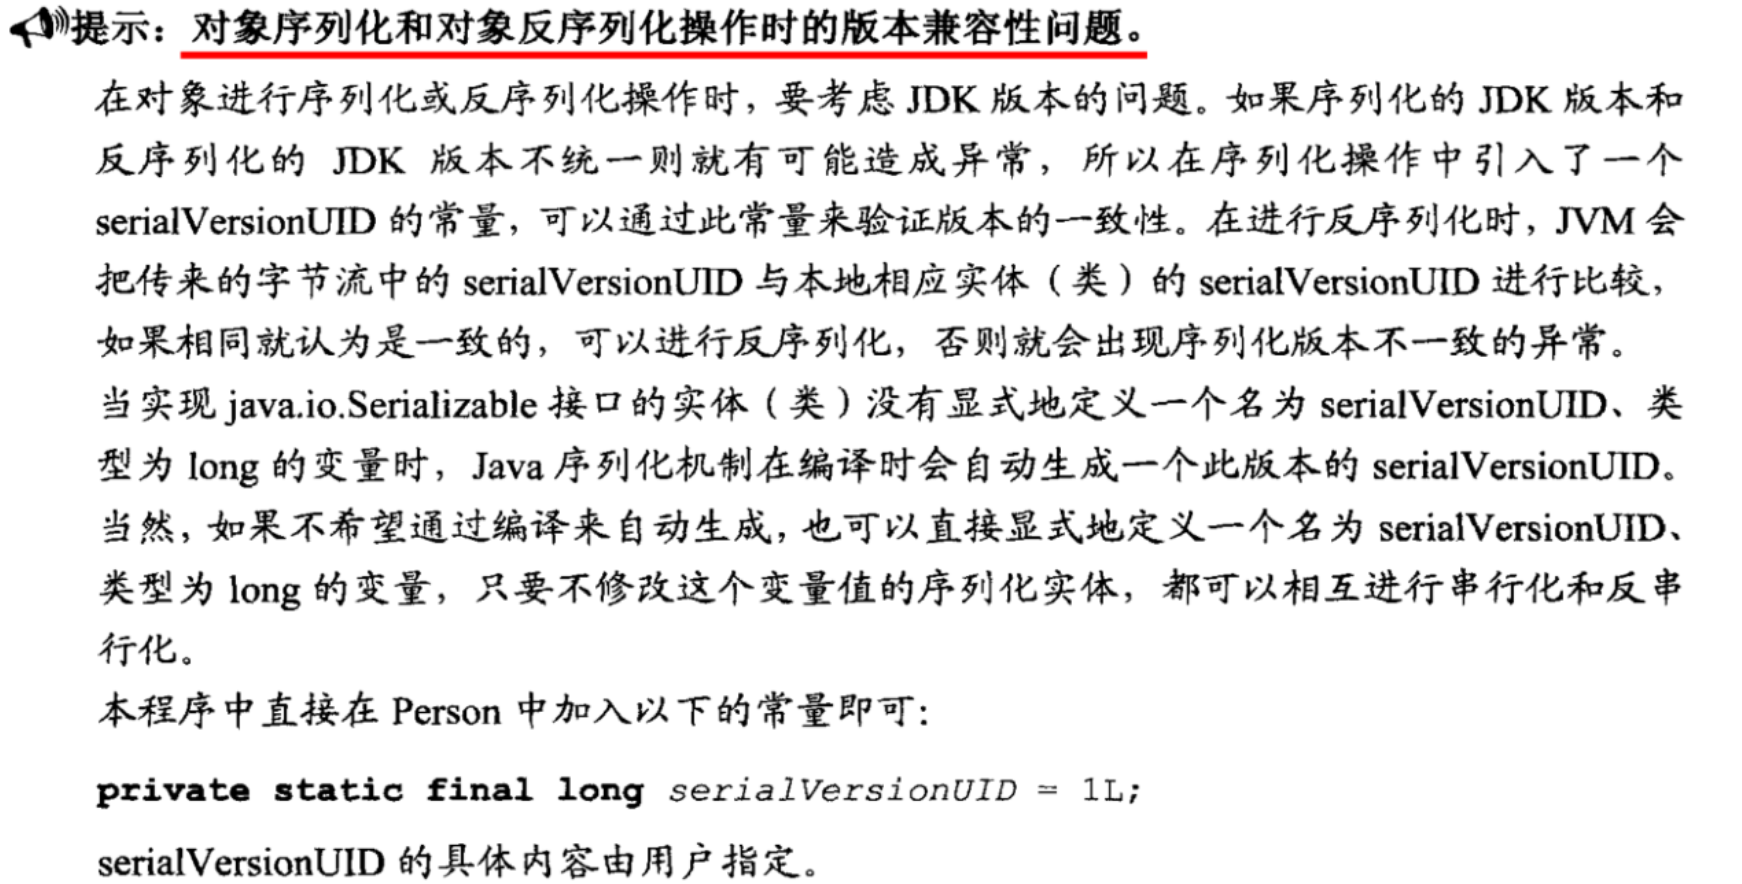 提示：对象序列化和对象反序列化操作时的版本兼容性问题。
在对象进行序列化或反序列化操作时，要考虑 JDK 版本的问题。如果序列化的 JDK 版本和
反序列化的 JDK 版本不统一则就有可能造成异常，所以在序列化操作中引入了一个
serialVersionUID 的常量，可以通过此常量来验证版本的一致性。在进行反序列化时，JVM 会
把传来的字节流中的 serialVersionUID 与本地相应实体（类）的 serialVersionUID 进行比较，
如果相同就认为是一致的，可以进行反序列化，否则就会出现序列化版本不一致的异常。
当实现 java.io.Serializable 接口的实体（类）没有显式地定义一个名为 serialVersionUID、类
型为 long 的变量时，Java 序列化机制在编译时会自动生成一个此版本的 serialVersionUID。
当然，如果不希望通过编译来自动生成，也可以直接显式地定义一个名为 serialVersionUID、
类型为 long 的变量，只要不修改这个变量值的序列化实体，都可以相互进行串行化和反串
行化。
本程序中直接在 Person 中加入以下的常量即可：
private static final long serialVersionUID = 1L;
serialVersionUID 的具体内容由用户指定。